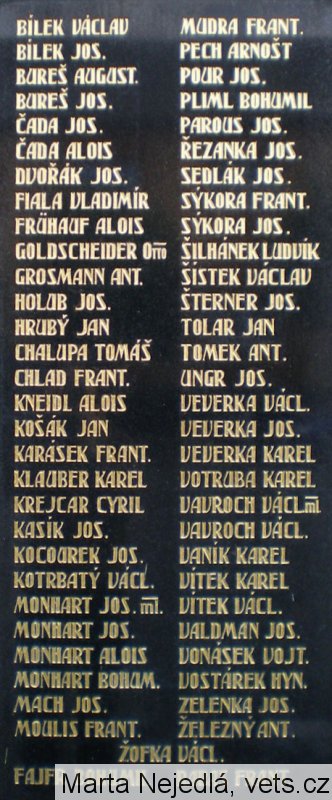 BÍLEK VÁCLAV
BÍLEK JOS.
BUREŠ AUGUST.
BUREŠ JOS.
ČADA JOS.
ČADA ALOIS
DVOŘÁK JOS.
FIALA VLADIMÍR
FRÜHAUF ALOIS
GOLDSCHEIDER OTTO
GROSMANN ANT.
HOLUB JOS.
HRUBÝ JAN
CHALUPA TOMÁŠ
CHLAD FRANT.
KNEIDL ALOIS
KOŠÁK JAN
KARÁSEK FRANT.
KLAUBER KAREL
KREJCAR CYRIL
KASÍK JOS.
KOCOUREK JOS.
KOTRBATÝ VÁCL.
MONHART JOS. ml.
MONHART JOS.
MONHART ALOIS
MONHART BOHUM.
MACH JOS.
MOULIS FRANT.
MUDRA FRANT.
PECH ARNOŠT
POUR JOS.
PLIML BOHUMIL
PAROUS JOS.
ŘEZANKA JOS.
SEDLÁK JOS.
SÝKORA FRANT.
SÝKORA JOS.
ŠILHÁNEK LUDVÍK
ŠÍSTEK VÁCLAV
ŠTERNER JOS.
TOLAR JAN
TOMEK ANT.
UNGR JOS.
VEVERKA VÁCL.
VEVERKA JOS.
VEVERKA KAREL
VOTRUBA KAREL
VAVROCH VÁCL. ml.
VAVROCH VÁCL.
VANÍK KAREL
VÍTEK KAREL
VÍTEK VÁCL.
VALDMAN JOS.
VONÁSEK VOJT.
VOSTÁREK HYN.
ZELENKA JOS.
ŽELEZNÝ ANT.
ŽOFKA VÁCL.
Marta Nejedlá, vets.cz